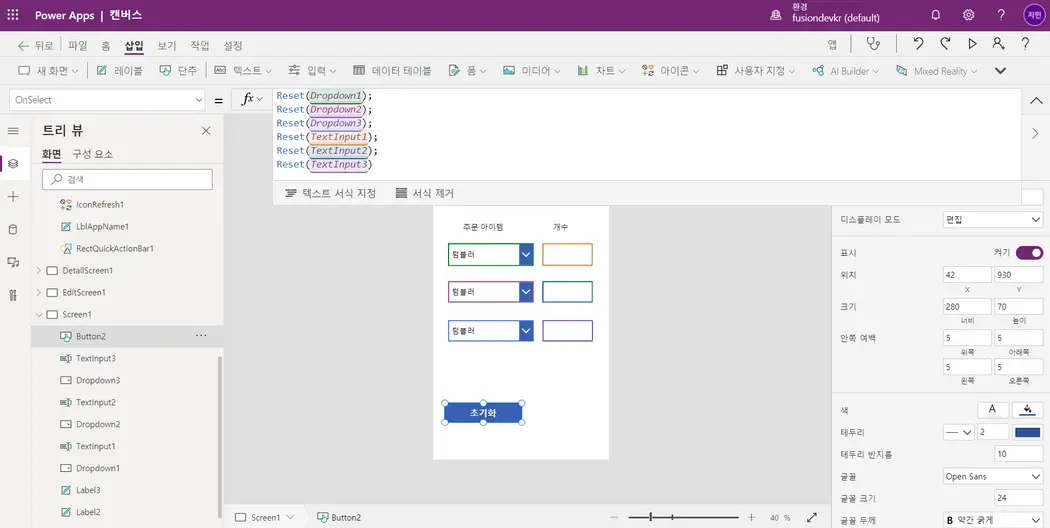 Power Apps | 캔버스
환경
fusiondevkr (default)
?
지민
뒤로 파일 홈 삽입 보기 작업 설정
앱 ?
새 화면 레이블 단추 텍스트 입력 데이터 테이블 폼 미디어 차트 아이콘 사용자 지정 AI Builder Mixed Reality
OnSelect = fx
Reset(Dropdown1);
Reset(Dropdown2);
Reset(Dropdown3);
Reset(TextInput1);
Reset(TextInput2);
Reset(TextInput3)
텍스트 서식 지정 서식 제거
트리 뷰
화면 구성 요소
검색
IconRefresh1
LblAppName1
RectQuickActionBar1
DetailScreen1
EditScreen1
Screen1
Button2 ...
TextInput3
Dropdown3
TextInput2
Dropdown2
TextInput1
Dropdown1
Label3
Label2
주문 아이템 개수
텀블러
텀블러
텀블러
초기화
디스플레이 모드 편집
표시 켜기
위치 42 930
X Y
크기 280 70
너비 높이
안쪽 여백 5 5
위쪽 아래쪽
5 5
왼쪽 오른쪽
색 A
테두리 2
테두리 반지름 10
글꼴 Open Sans
글꼴 크기 24
글꼴 두께 B 약간 굵게
Screen1 Button2 40 %